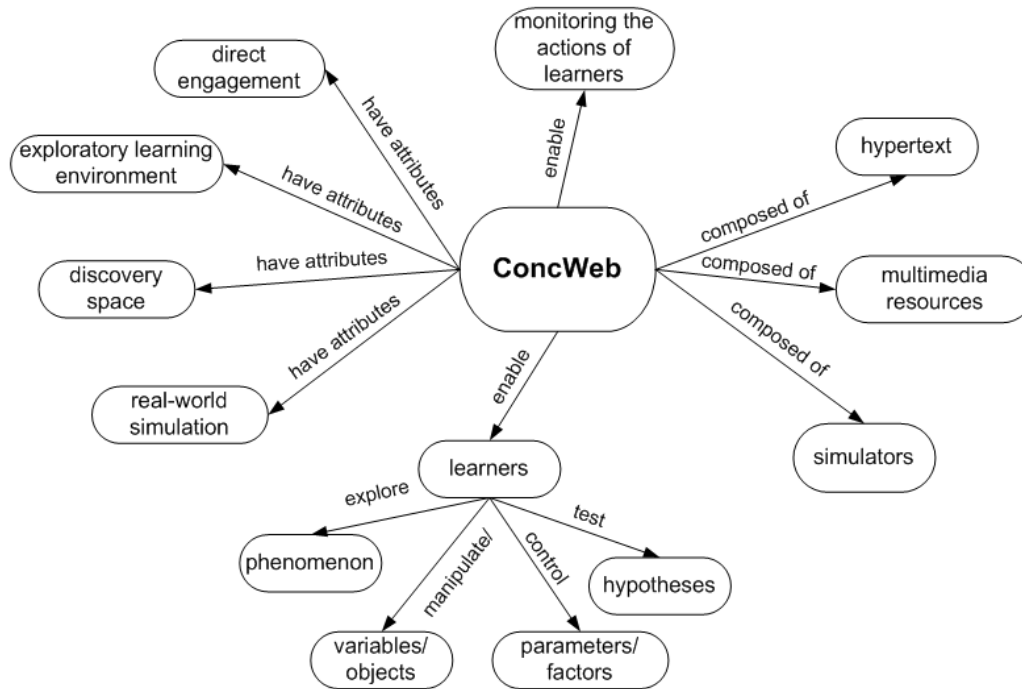 monitoring the
actions of
learners
direct
engagement
have attributes
enable
hypertext
exploratory learning
environment
have attributes
composed of
ConcWeb
discovery
space
have attributes
composed of
multimedia
resources
have attributes
composed of
real-world
simulation
enable
simulators
learners
explore
test
phenomenon
manipulate/
control
hypotheses
variables/
objects
parameters/
factors